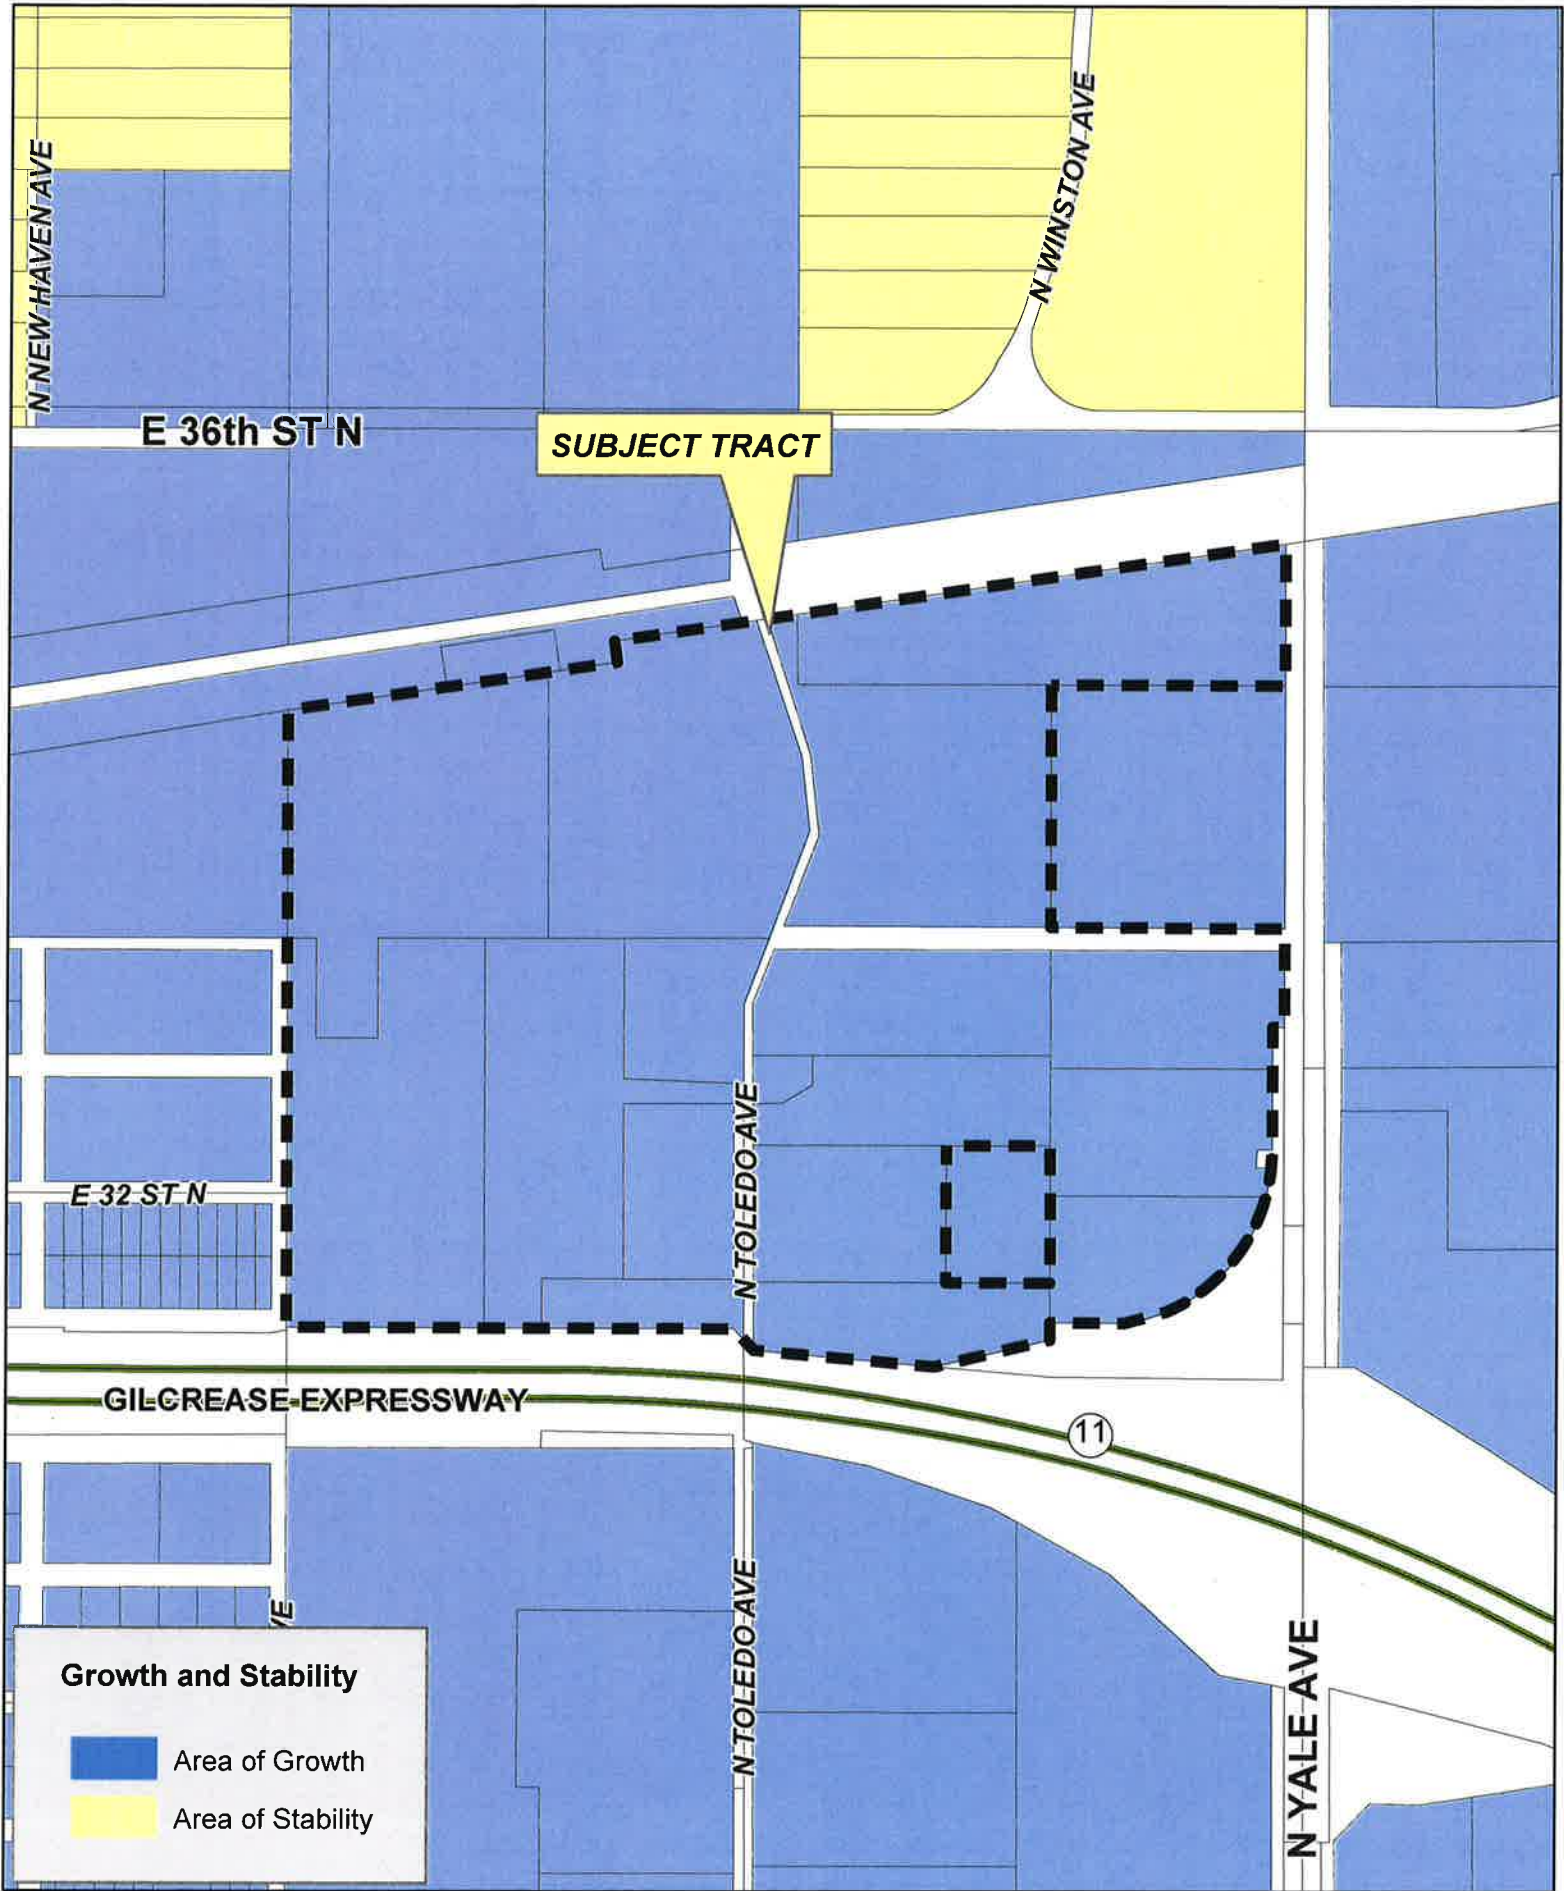 N NEW HAVEN AVE
N WINSTON AVE
E 36th ST N
SUBJECT TRACT
N TOLEDO AVE
E 32 ST N
GILCREASE EXPRESSWAY
11
N TOLEDO AVE
VE
N YALE AVE
Growth and Stability
Area of Growth
Area of Stability